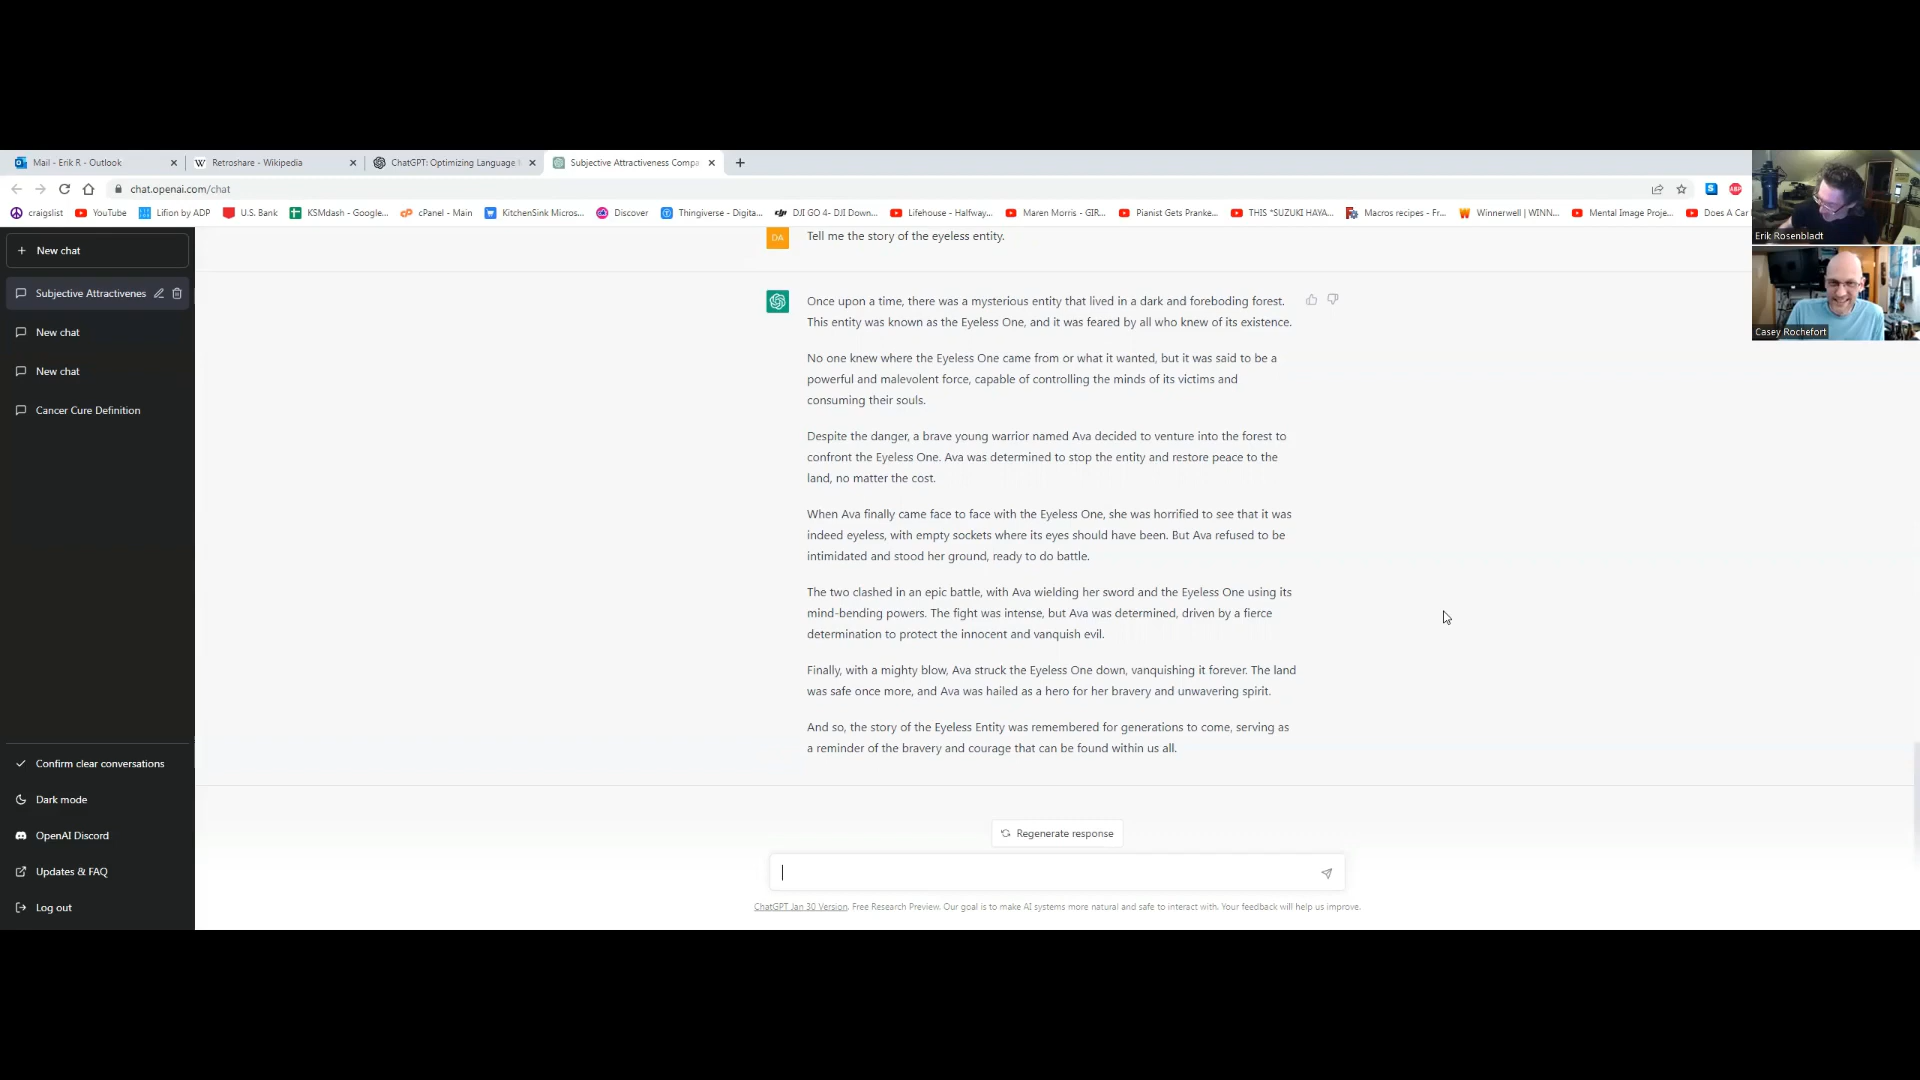 Mail - Erik R - Outlook
Retroshare - Wikipedia
ChatGPT: Optimizing Language
Subjective Attractiveness Compa
chat.openai.com/chat
craigslist
YouTube
Lifion by ADP
U.S. Bank
KSMdash - Google...
cPanel - Main
KitchenSink Micros...
Discover
Thingiverse - Digita...
DJI GO 4- DJI Down...
Lifehouse - Halfway...
Maren Morris - GIR...
Pianist Gets Pranke...
THIS *SUZUKI HAYA...
Macros recipes - Fr...
Winnerwell | WINN...
Mental Image Proje...
Does A Car
Erik Rosenbladt
Casey Rochefort
New chat
Subjective Attractivenes
New chat
New chat
Cancer Cure Definition
Confirm clear conversations
Dark mode
OpenAI Discord
Updates & FAQ
Log out
DA
Tell me the story of the eyeless entity.
Once upon a time, there was a mysterious entity that lived in a dark and foreboding forest.
This entity was known as the Eyeless One, and it was feared by all who knew of its existence.
No one knew where the Eyeless One came from or what it wanted, but it was said to be a
powerful and malevolent force, capable of controlling the minds of its victims and
consuming their souls.
Despite the danger, a brave young warrior named Ava decided to venture into the forest to
confront the Eyeless One. Ava was determined to stop the entity and restore peace to the
land, no matter the cost.
When Ava finally came face to face with the Eyeless One, she was horrified to see that it was
indeed eyeless, with empty sockets where its eyes should have been. But Ava refused to be
intimidated and stood her ground, ready to do battle.
The two clashed in an epic battle, with Ava wielding her sword and the Eyeless One using its
mind-bending powers. The fight was intense, but Ava was determined, driven by a fierce
determination to protect the innocent and vanquish evil.
Finally, with a mighty blow, Ava struck the Eyeless One down, vanquishing it forever. The land
was safe once more, and Ava was hailed as a hero for her bravery and unwavering spirit.
And so, the story of the Eyeless Entity was remembered for generations to come, serving as
a reminder of the bravery and courage that can be found within us all.
Regenerate response
ChatGPT Jan 30 Version. Free Research Preview. Our goal is to make AI systems more natural and safe to interact with. Your feedback will help us improve.